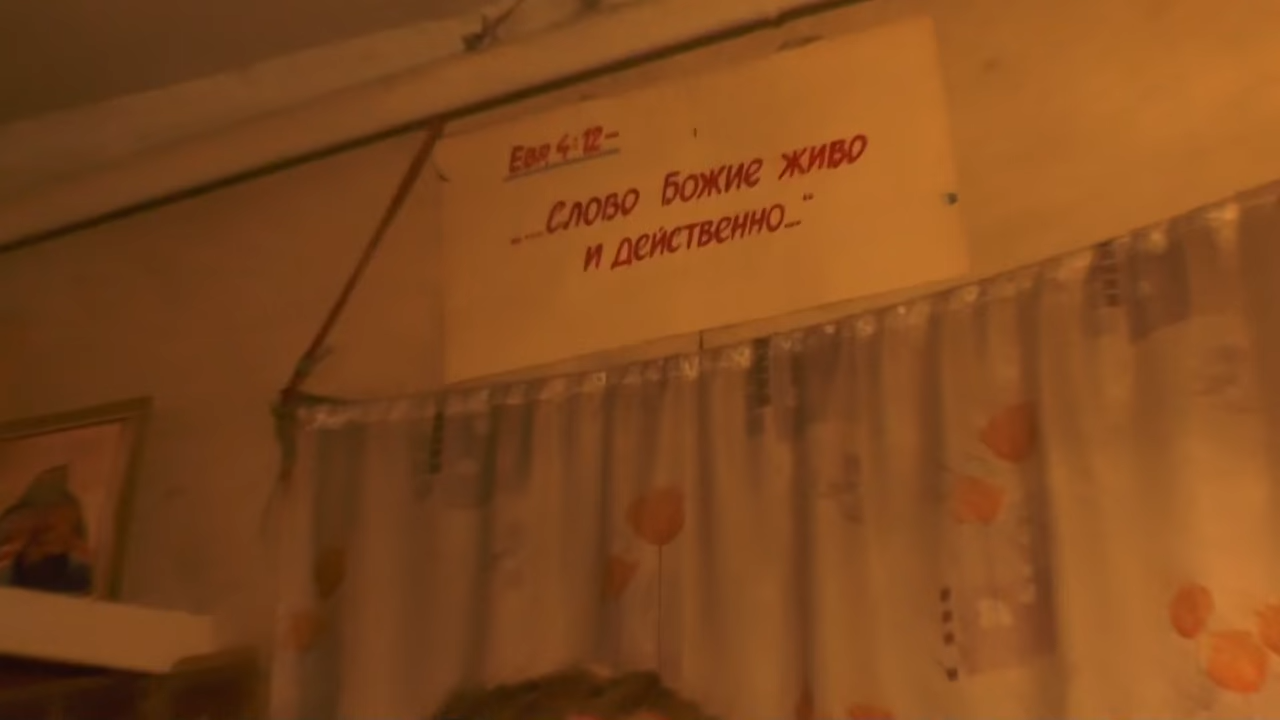 Евр 4:12–
„...Слово Божие живо
и действенно..."